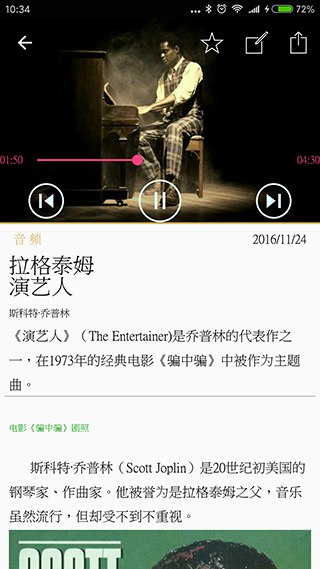 10:34
72%
01:50
04:30
音 频
2016/11/24
拉格泰姆
演艺人
斯科特·乔普林
《演艺人》（The Entertainer)是乔普林的代表作之
一，在1973年的经典电影《骗中骗》中被作为主题
曲。
电影《骗中骗》剧照
斯科特·乔普林（Scott Joplin）是20世纪初美国的
钢琴家、作曲家。他被誉为是拉格泰姆之父，音乐
虽然流行，但却受不到不重视。
SCOTT